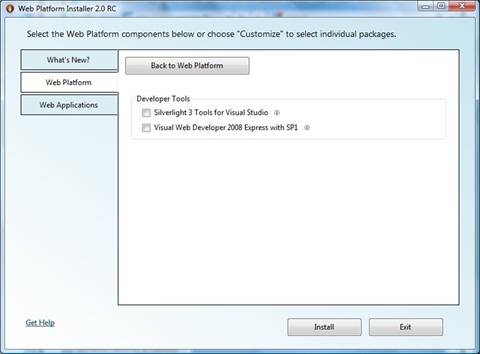 Web Platform Installer 2.0 RC
Select the Web Platform components below or choose "Customize" to select individual packages.
What's New?
Web Platform
Web Applications
Back to Web Platform
Developer Tools
Silverlight 3 Tools for Visual Studio
Visual Web Developer 2008 Express with SP1
Get Help
Install
Exit